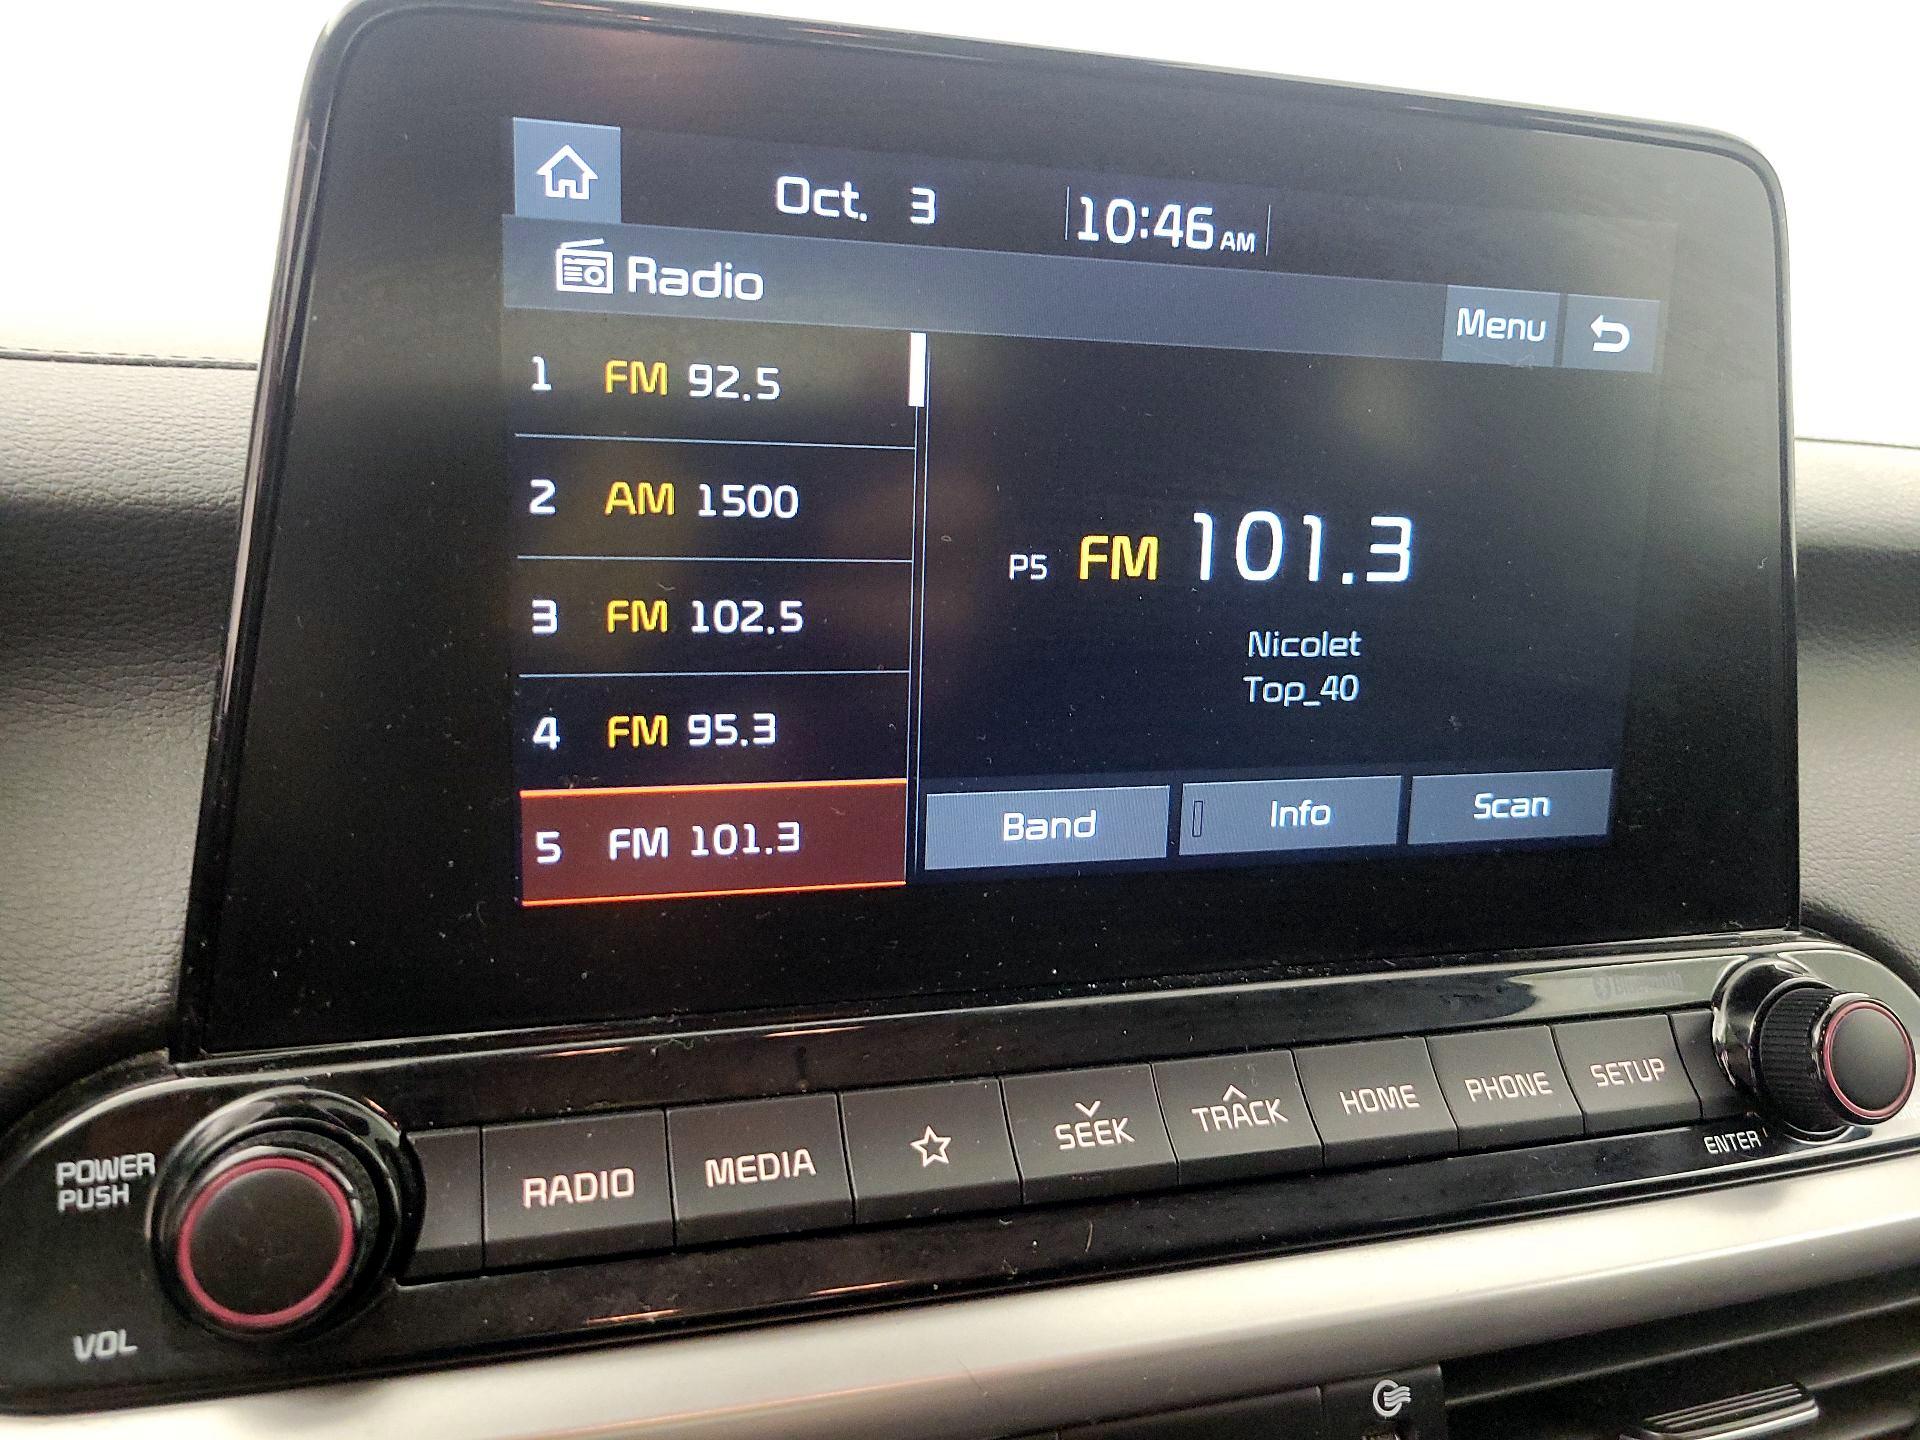 Oct. 3 10:46 AM
Radio
Menu
1 FM 92.5
2 AM 1500
3 FM 102.5
4 FM 95.3
5 FM 101.3
P5 FM 101.3
Nicolet
Top_40
Band Info Scan
Bluetooth
POWER
PUSH
VOL
RADIO MEDIA SEEK TRACK HOME PHONE SETUP
ENTER